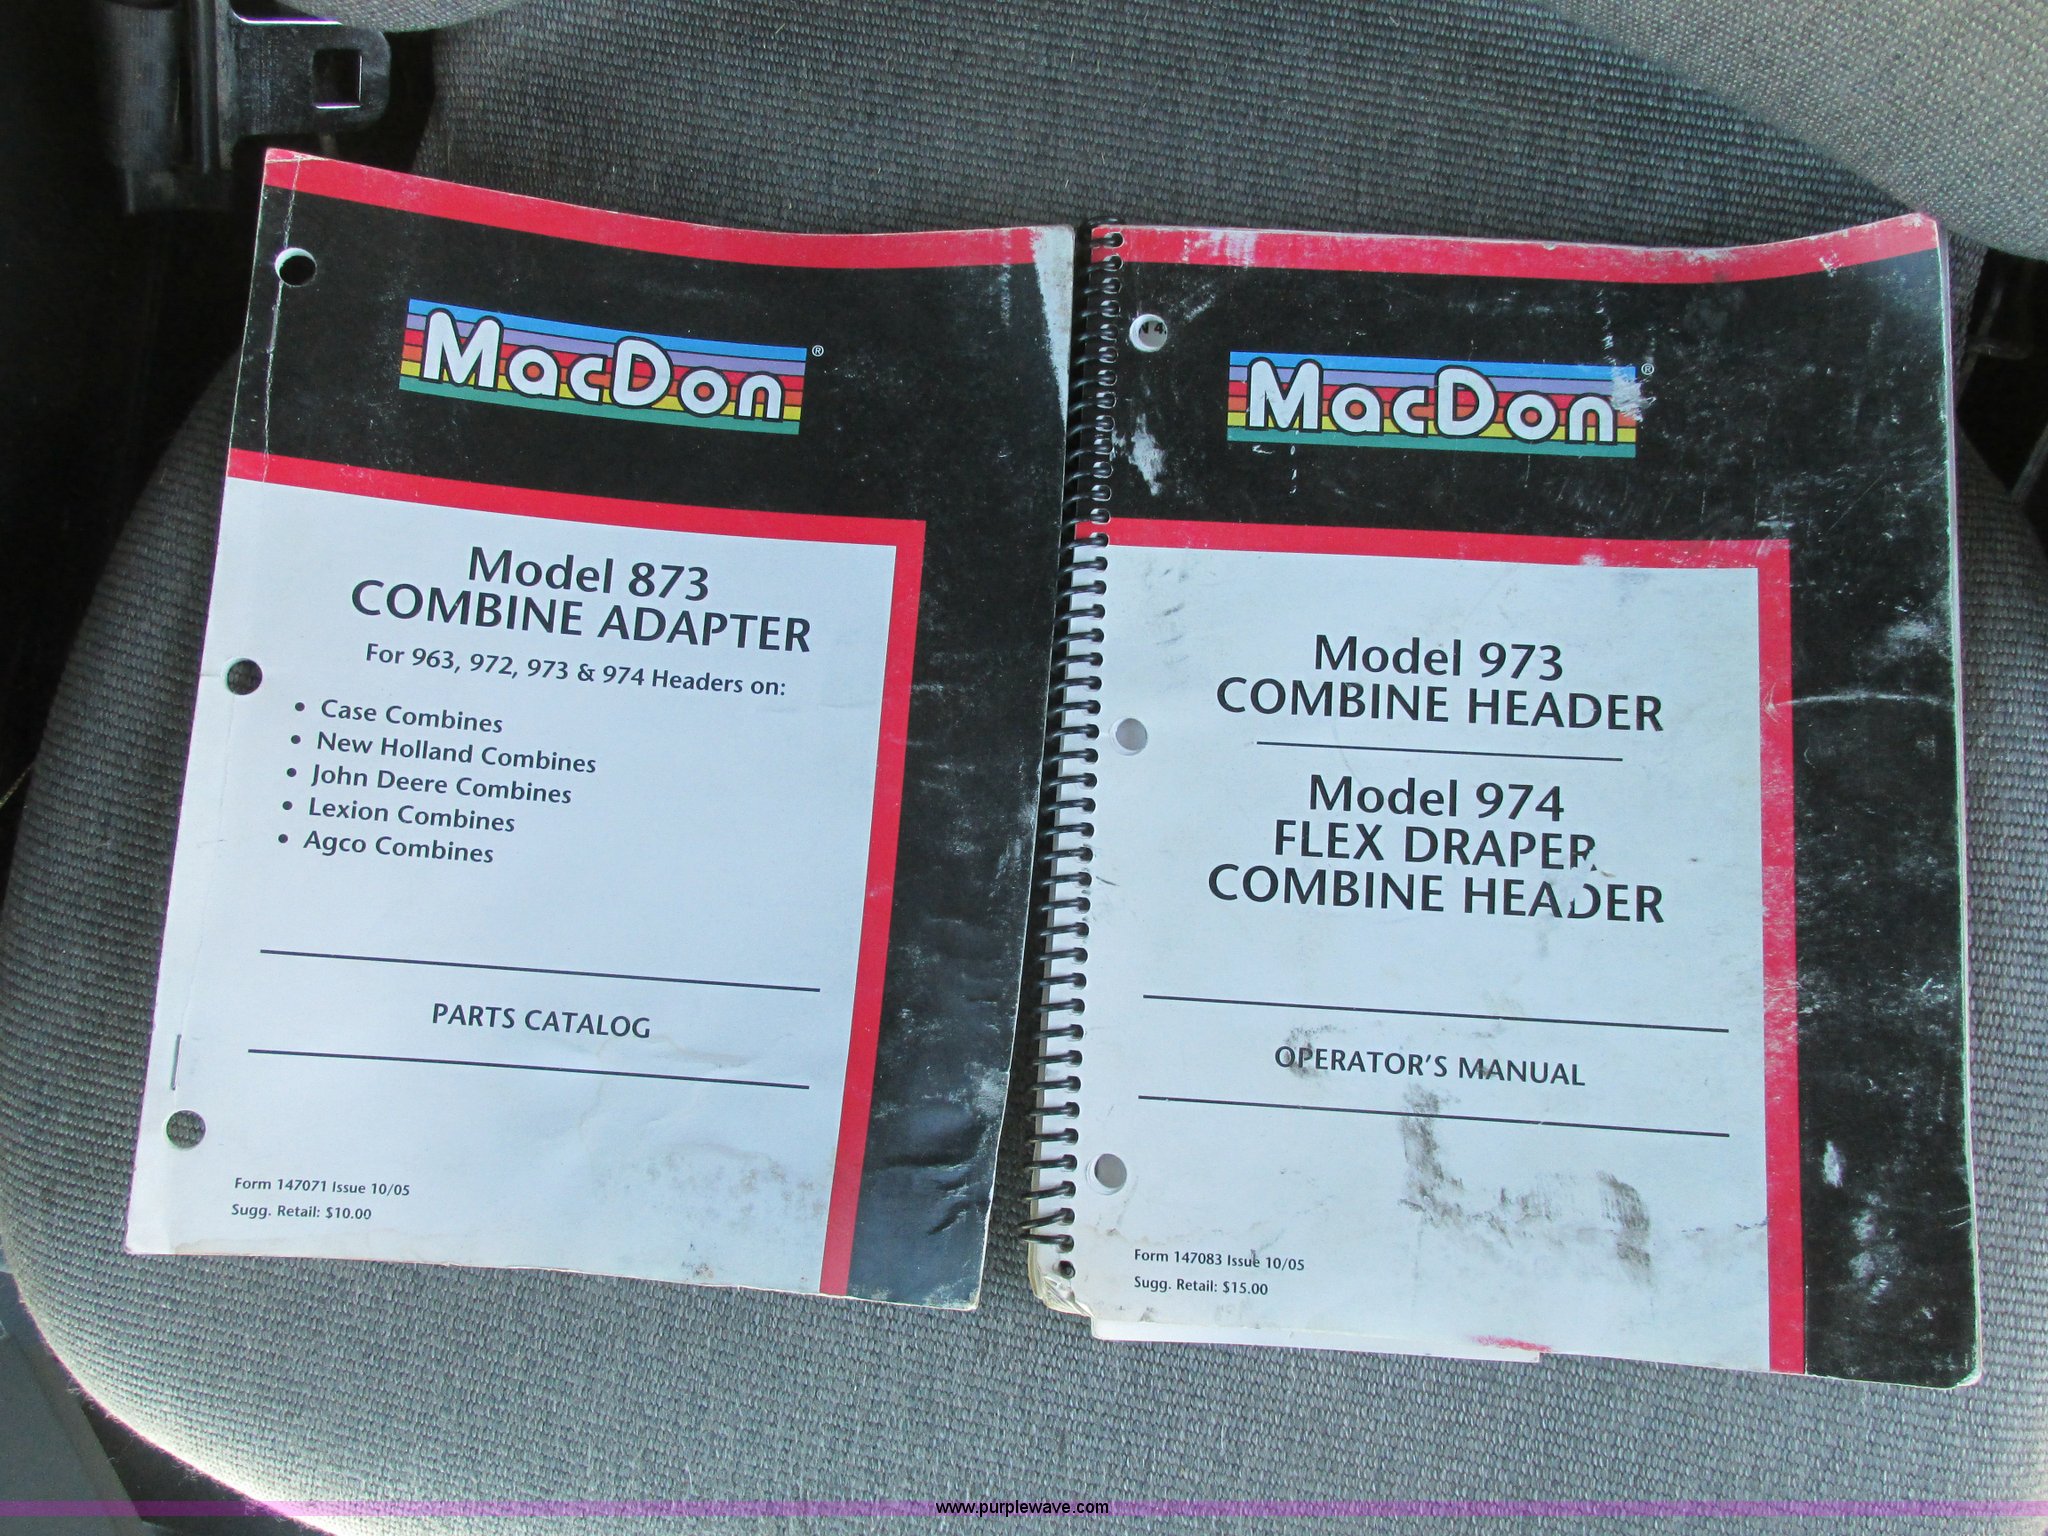 MacDon®
Model 873
COMBINE ADAPTER
For 963, 972, 973 & 974 Headers on:
• Case Combines
• New Holland Combines
• John Deere Combines
• Lexion Combines
• Agco Combines
PARTS CATALOG
Form 147071 Issue 10/05
Sugg. Retail: $10.00
N 4
MacDon®
Model 973
COMBINE HEADER
Model 974
FLEX DRAPER
COMBINE HEADER
OPERATOR'S MANUAL
Form 147083 Issue 10/05
Sugg. Retail: $15.00
www.purplewave.com